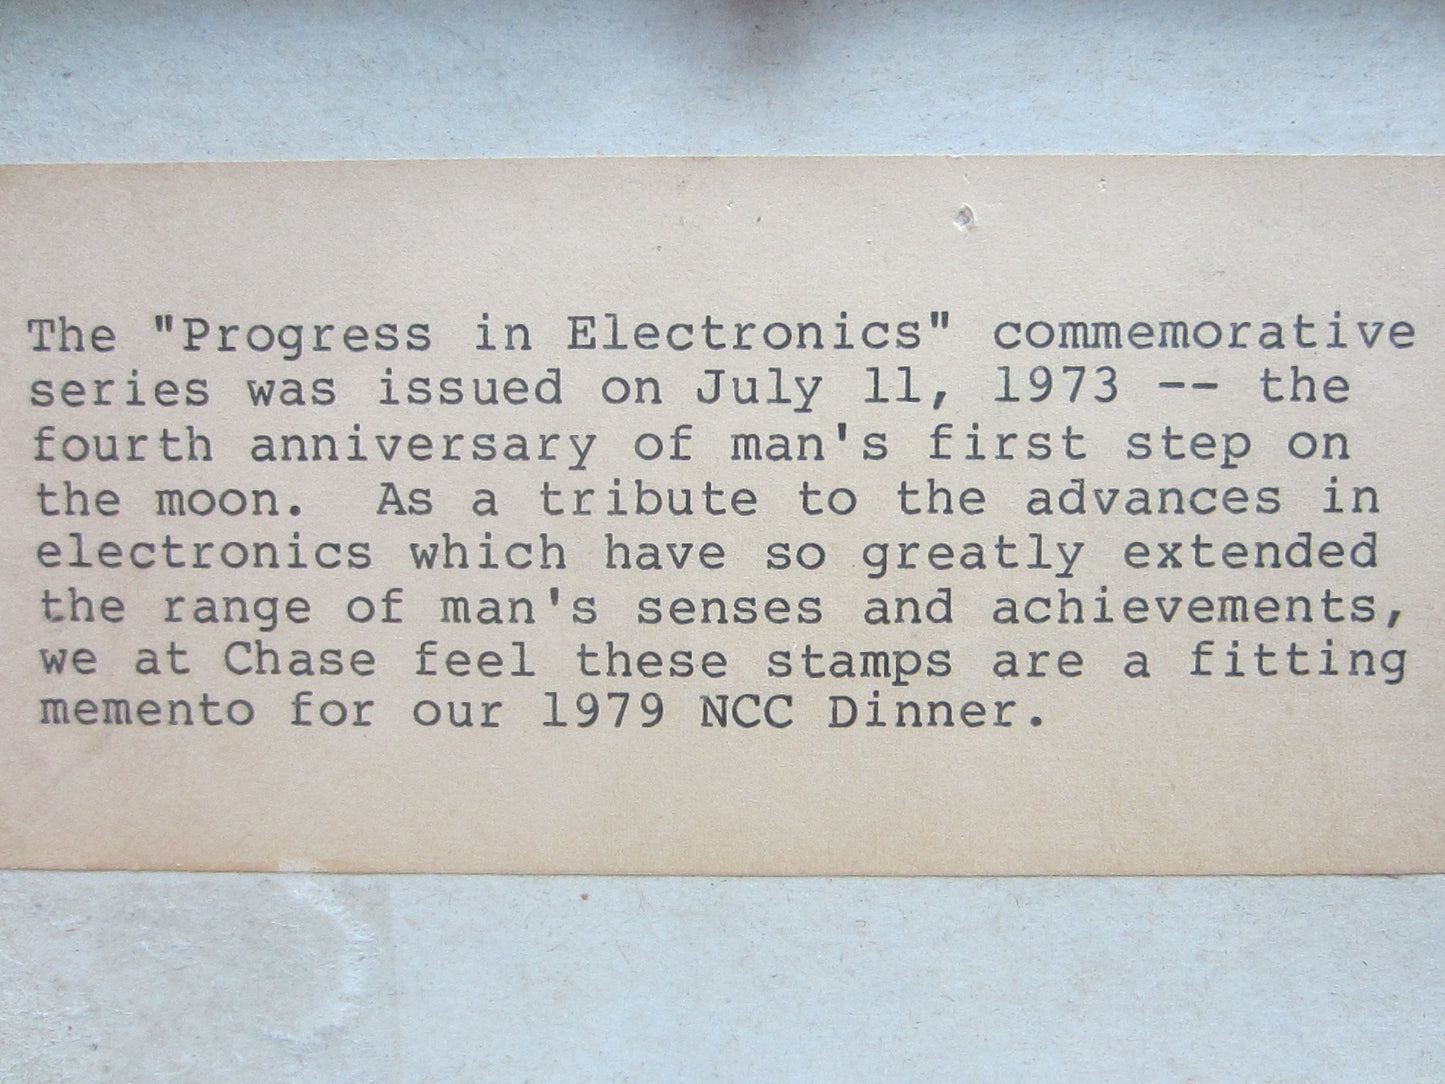 The "Progress in Electronics" commemorative
series was issued on July 11, 1973 -- the
fourth anniversary of man's first step on
the moon.  As a tribute to the advances in
electronics which have so greatly extended
the range of man's senses and achievements,
we at Chase feel these stamps are a fitting
memento for our 1979 NCC Dinner.